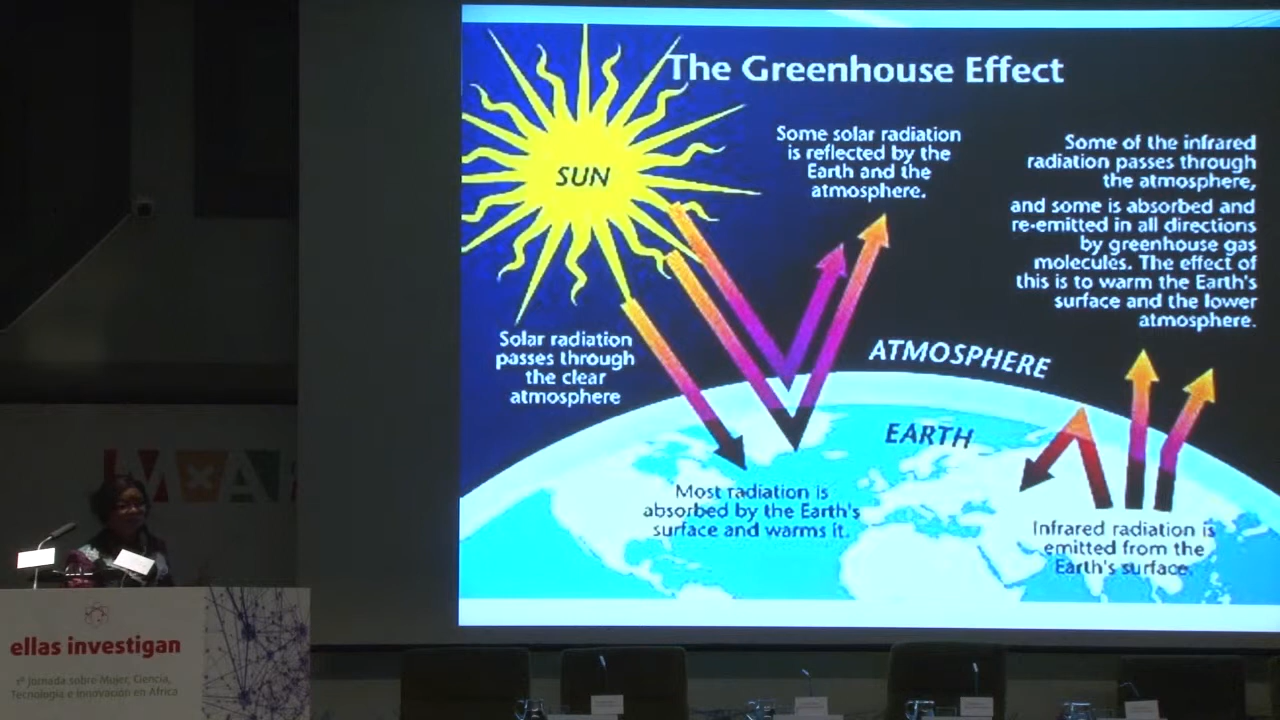 The Greenhouse Effect
SUN
Some solar radiation
is reflected by the
Earth and the
atmosphere.
Some of the infrared
radiation passes through
the atmosphere,
and some is absorbed and
re-emitted in all directions
by greenhouse gas
molecules. The effect of
this is to warm the Earth's
surface and the lower
atmosphere.
Solar radiation
passes through
the clear
atmosphere
ATMOSPHERE
EARTH
Most radiation is
absorbed by the Earth's
surface and warms it.
Infrared radiation is
emitted from the
Earth's surface.
MxA
ellas investigan
1ª Jornada sobre Mujer, Ciencia,
Tecnología e Innovación en África